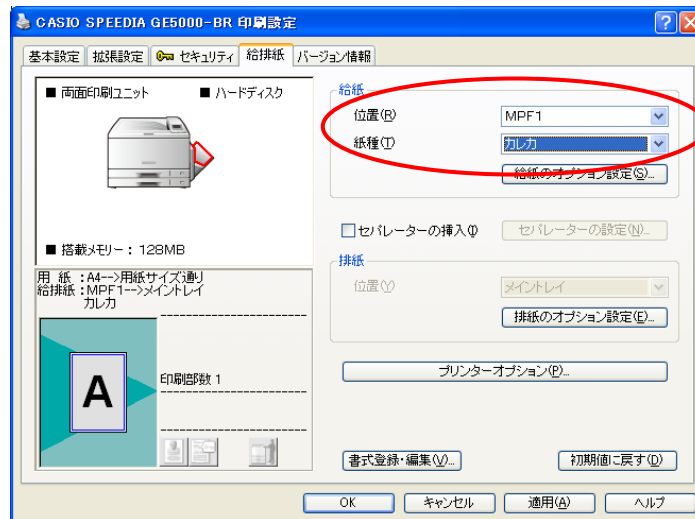 CASIO SPEEDIA GE5000-BR 印刷設定
基本設定 拡張設定 セキュリティ 給排紙 バージョン情報
■ 両面印刷ユニット ■ ハードディスク
■ 搭載メモリー：128MB
用 紙 ：A4-->用紙サイズ通り
給排紙：MPF1-->メイントレイ
カレカ
A
印刷部数 1
給紙
位置(R) MPF1
紙種(T) カレカ
給紙のオプション設定(S)...
セパレーターの挿入(I) セパレーターの設定(N)...
排紙
位置(Y) メイントレイ
排紙のオプション設定(E)...
プリンターオプション(P)...
書式登録・編集(V)... 初期値に戻す(D)
OK キャンセル 適用(A) ヘルプ